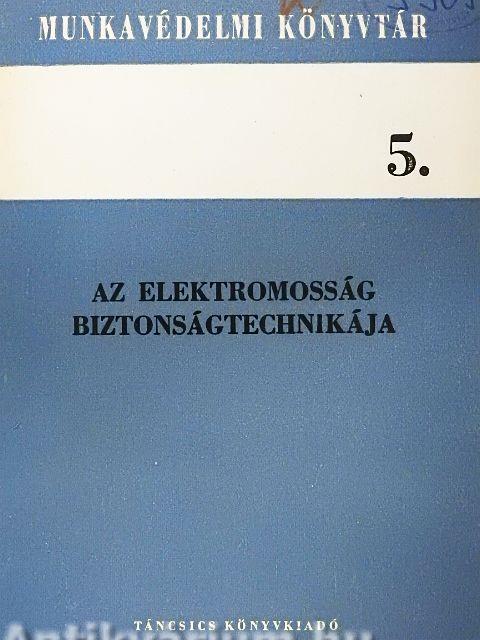 MUNKAVÉDELMI KÖNYVTÁR
5.
AZ ELEKTROMOSSÁG
BIZTONSÁGTECHNIKÁJA
TÁNCSICS KÖNYVKIADÓ